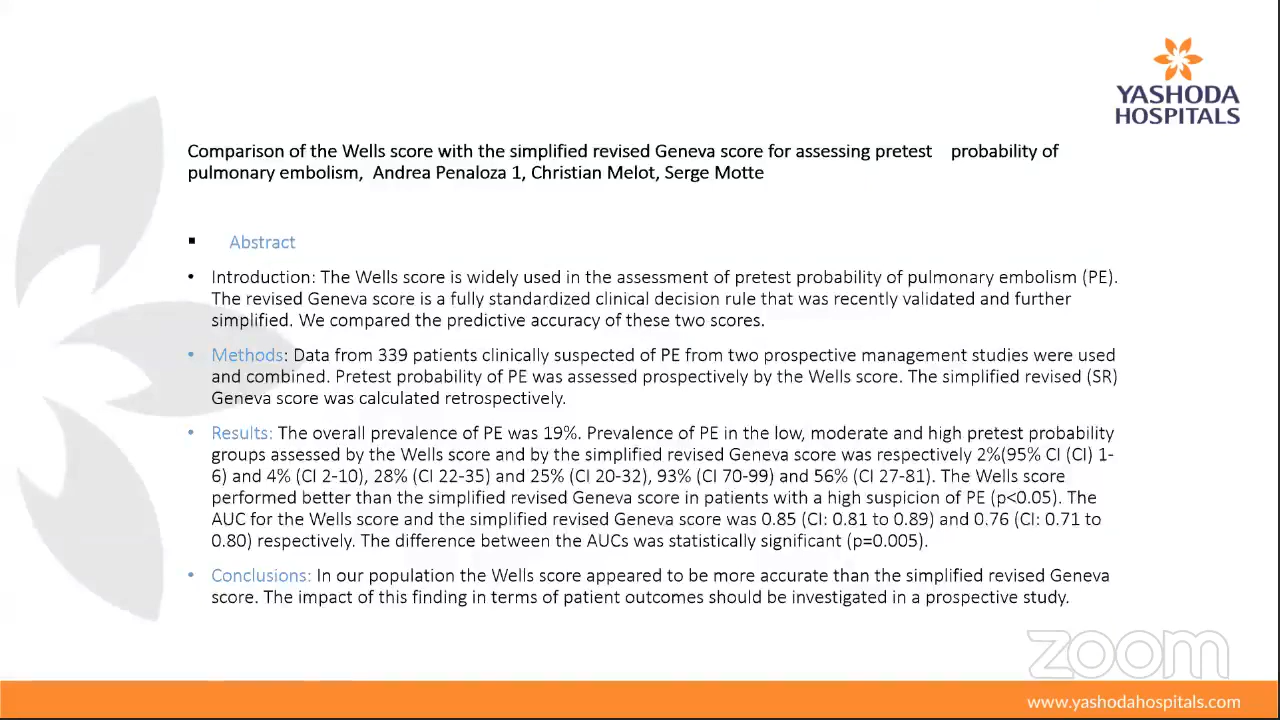 YASHODA
HOSPITALS
Comparison of the Wells score with the simplified revised Geneva score for assessing pretest probability of
pulmonary embolism, Andrea Penaloza 1, Christian Melot, Serge Motte
▪ Abstract
• Introduction: The Wells score is widely used in the assessment of pretest probability of pulmonary embolism (PE).
The revised Geneva score is a fully standardized clinical decision rule that was recently validated and further
simplified. We compared the predictive accuracy of these two scores.
• Methods: Data from 339 patients clinically suspected of PE from two prospective management studies were used
and combined. Pretest probability of PE was assessed prospectively by the Wells score. The simplified revised (SR)
Geneva score was calculated retrospectively.
• Results: The overall prevalence of PE was 19%. Prevalence of PE in the low, moderate and high pretest probability
groups assessed by the Wells score and by the simplified revised Geneva score was respectively 2%(95% CI (CI) 1-
6) and 4% (CI 2-10), 28% (CI 22-35) and 25% (CI 20-32), 93% (CI 70-99) and 56% (CI 27-81). The Wells score
performed better than the simplified revised Geneva score in patients with a high suspicion of PE (p<0.05). The
AUC for the Wells score and the simplified revised Geneva score was 0.85 (CI: 0.81 to 0.89) and 0.76 (CI: 0.71 to
0.80) respectively. The difference between the AUCs was statistically significant (p=0.005).
• Conclusions: In our population the Wells score appeared to be more accurate than the simplified revised Geneva
score. The impact of this finding in terms of patient outcomes should be investigated in a prospective study.
zoom
www.yashodahospitals.com